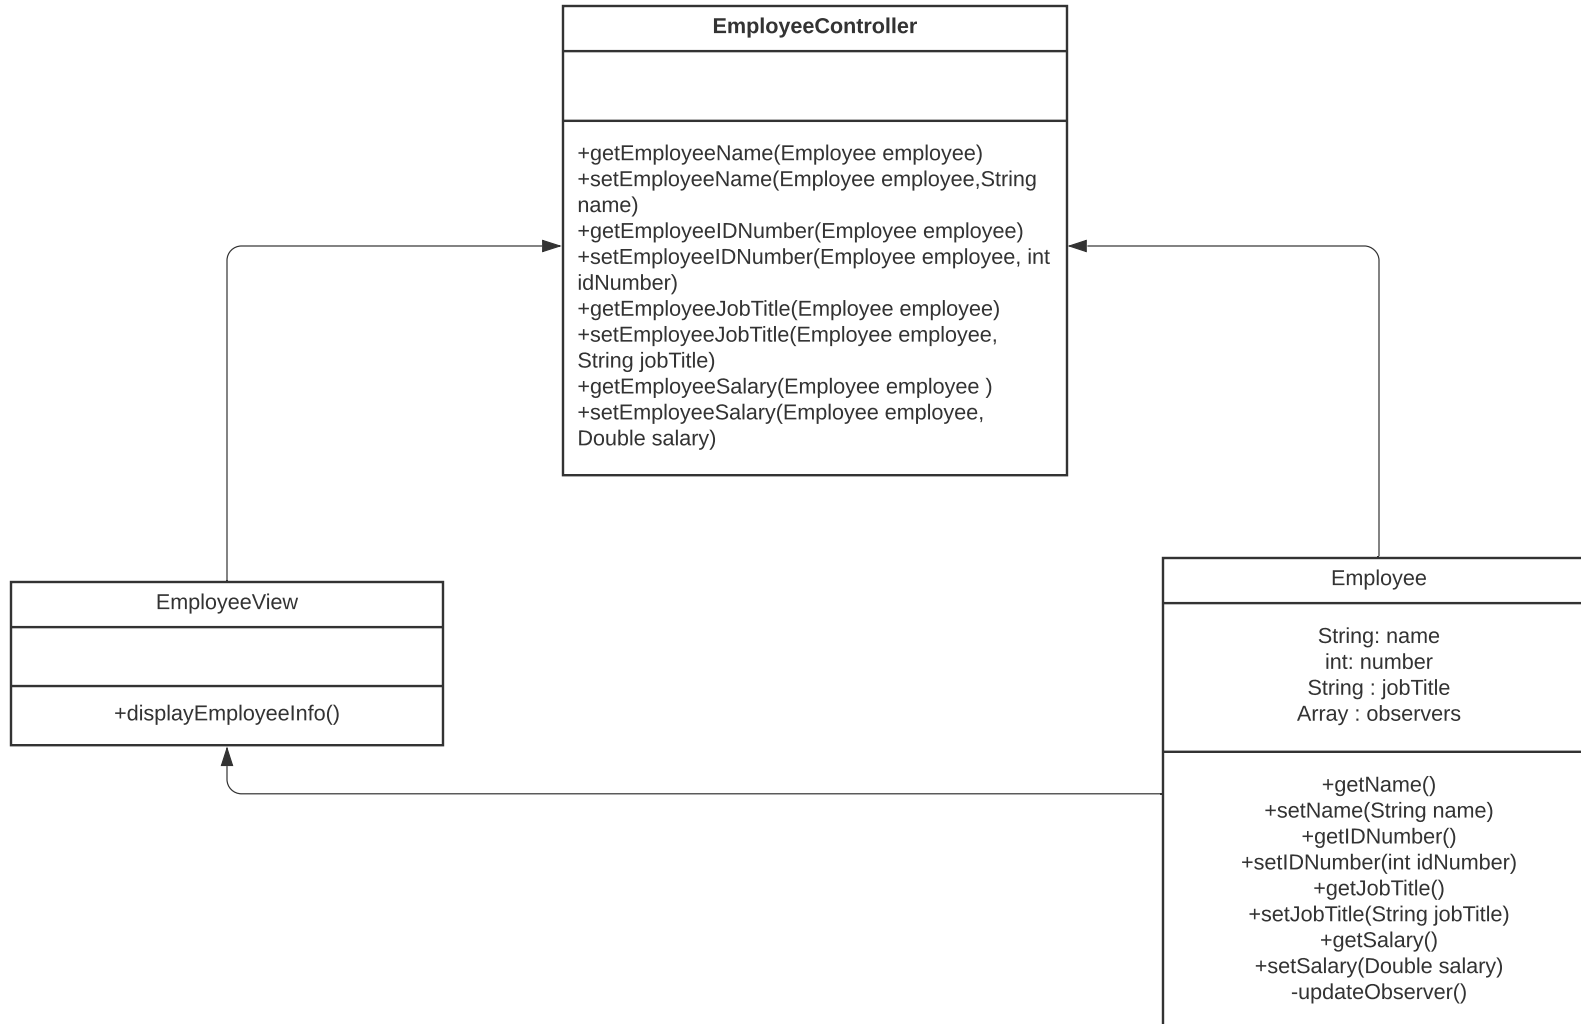 EmployeeController
+getEmployeeName(Employee employee)
+setEmployeeName(Employee employee,String
name)
+getEmployeeIDNumber(Employee employee)
+setEmployeeIDNumber(Employee employee, int
idNumber)
+getEmployeeJobTitle(Employee employee)
+setEmployeeJobTitle(Employee employee,
String jobTitle)
+getEmployeeSalary(Employee employee )
+setEmployeeSalary(Employee employee,
Double salary)
EmployeeView
+displayEmployeeInfo()
Employee
String: name
int: number
String : jobTitle
Array : observers
+getName()
+setName(String name)
+getIDNumber()
+setIDNumber(int idNumber)
+getJobTitle()
+setJobTitle(String jobTitle)
+getSalary()
+setSalary(Double salary)
-updateObserver()